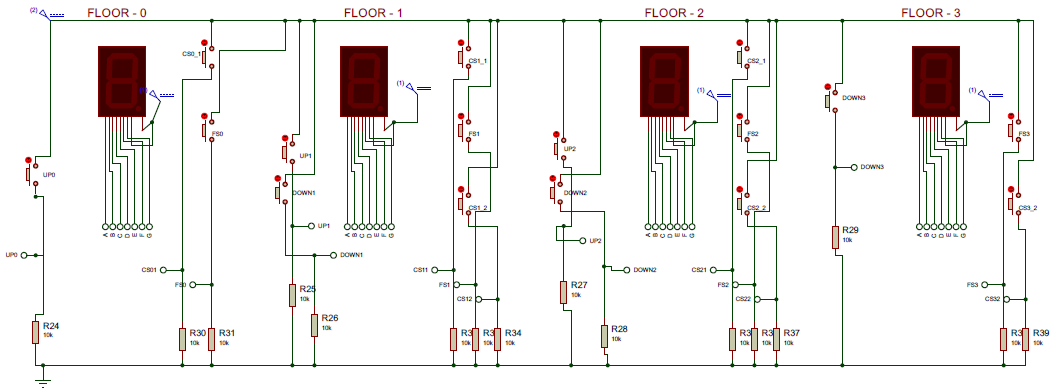 (2)
FLOOR - 0
FLOOR - 1
FLOOR - 2
FLOOR - 3
CS0_1
FS0
UP0
UP0
CS01
FS0
R24
10k
R30
10k
R31
10k
A B C D E F G
(1)
UP1
DOWN1
UP1
DOWN1
R25
10k
R26
10k
A B C D E F G
(1)
CS1_1
FS1
CS1_2
CS11
FS1
CS12
R3
10k
R3
10k
R34
10k
UP2
DOWN2
UP2
DOWN2
R27
10k
R28
10k
A B C D E F G
(1)
CS2_1
FS2
CS2_2
CS21
FS2
CS22
R3
10k
R3
10k
R37
10k
DOWN3
DOWN3
R29
10k
A B C D E F G
(1)
FS3
CS3_2
FS3
CS32
R3
10k
R39
10k